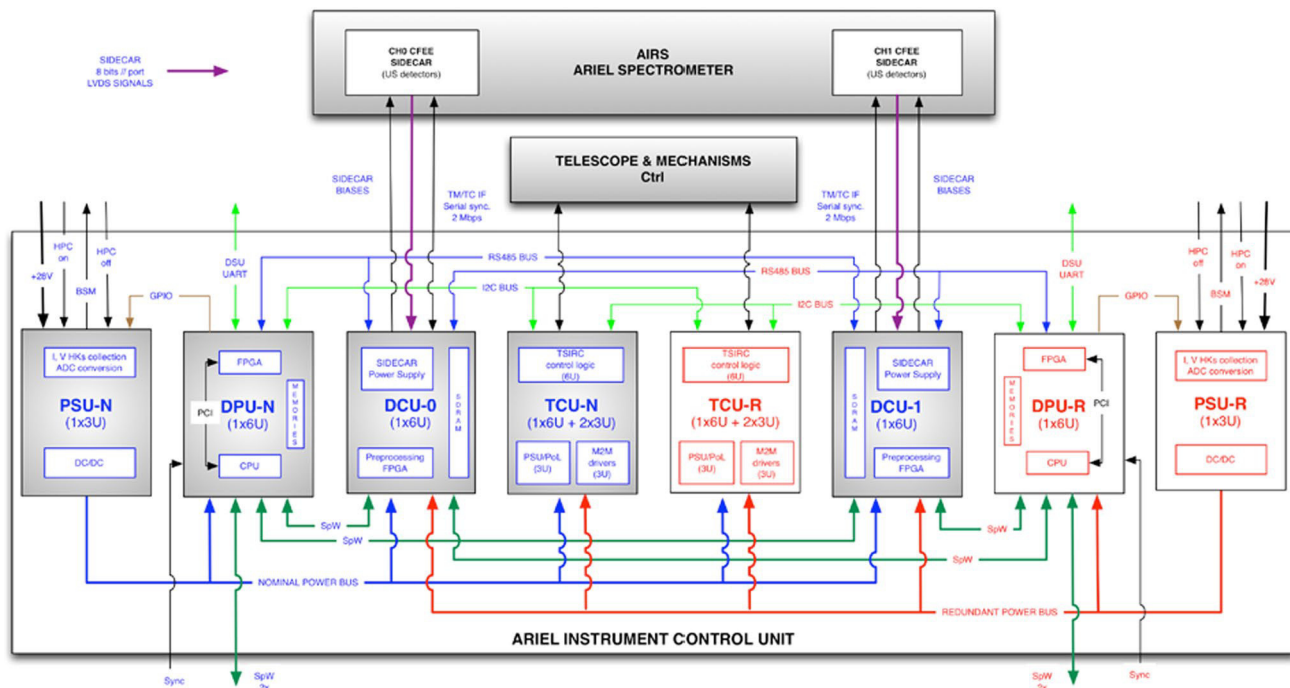 SIDECAR
8 bits // port
LVDS SIGNALS
CH0 CFEE
SIDECAR
(US detectors)
AIRS
ARIEL SPECTROMETER
CH1 CFEE
SIDECAR
(US detectors)
TELESCOPE & MECHANISMS
Ctrl
SIDECAR
BIASES
TM/TC IF
Serial sync.
2 Mbps
TM/TC IF
Serial sync.
2 Mbps
SIDECAR
BIASES
+28V
HPC
on
BSM
HPC
off
DSU
UART
GPIO
RS485 BUS
RS485 BUS
I2C BUS
I2C BUS
DSU
UART
GPIO
HPC
off
BSM
HPC
on
+28V
I, V HKs collection
ADC conversion
PSU-N
(1x3U)
DC/DC
FPGA
PCI
MEMORIES
DPU-N
(1x6U)
CPU
SIDECAR
Power Supply
SDRAM
DCU-0
(1x6U)
Preprocessing
FPGA
TSIRC
control logic
(6U)
TCU-N
(1x6U + 2x3U)
PSU/PoL
(3U)
M2M
drivers
(3U)
TSIRC
control logic
(6U)
TCU-R
(1x6U + 2x3U)
PSU/PoL
(3U)
M2M
drivers
(3U)
SDRAM
SIDECAR
Power Supply
DCU-1
(1x6U)
Preprocessing
FPGA
FPGA
MEMORIES
PCI
DPU-R
(1x6U)
CPU
I, V HKs collection
ADC conversion
PSU-R
(1x3U)
DC/DC
SpW
SpW
SpW
SpW
NOMINAL POWER BUS
REDUNDANT POWER BUS
ARIEL INSTRUMENT CONTROL UNIT
Sync
SpW
2x
SpW
2x
Sync